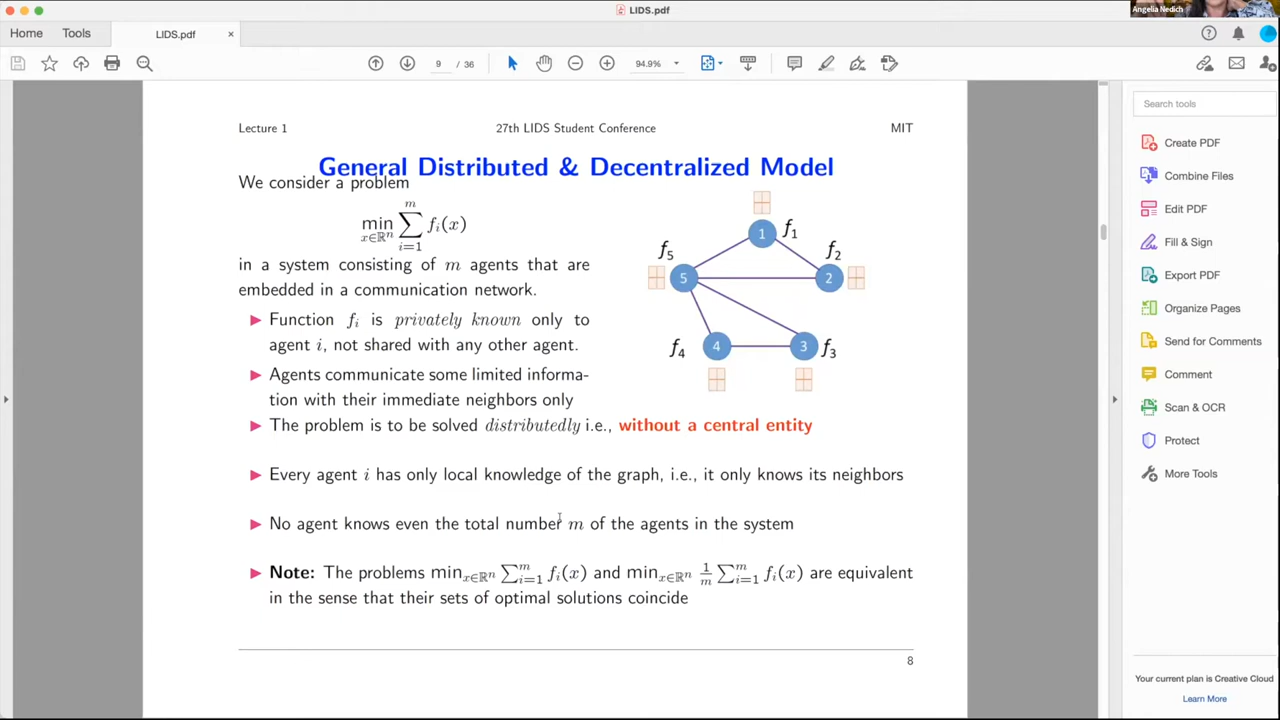 LIDS.pdf
Angelia Nedich
Home Tools LIDS.pdf ×
9 / 36 94.9%
Search tools
Create PDF
Combine Files
Edit PDF
Fill & Sign
Export PDF
Organize Pages
Send for Comments
Comment
Scan & OCR
Protect
More Tools
Your current plan is Creative Cloud
Learn More
Lecture 1 27th LIDS Student Conference MIT
General Distributed & Decentralized Model
We consider a problem
min_{x∈ℝ^n} ∑_{i=1}^{m} f_i(x)
in a system consisting of m agents that are
embedded in a communication network.
▶ Function f_i is privately known only to
agent i, not shared with any other agent.
▶ Agents communicate some limited informa-
tion with their immediate neighbors only
1 f_1
f_5 f_2
5 2
f_4 4 3 f_3
▶ The problem is to be solved distributedly i.e., without a central entity
▶ Every agent i has only local knowledge of the graph, i.e., it only knows its neighbors
▶ No agent knows even the total number m of the agents in the system
▶ Note: The problems min_{x∈ℝ^n} ∑_{i=1}^{m} f_i(x) and min_{x∈ℝ^n} 1/m ∑_{i=1}^{m} f_i(x) are equivalent
in the sense that their sets of optimal solutions coincide
8